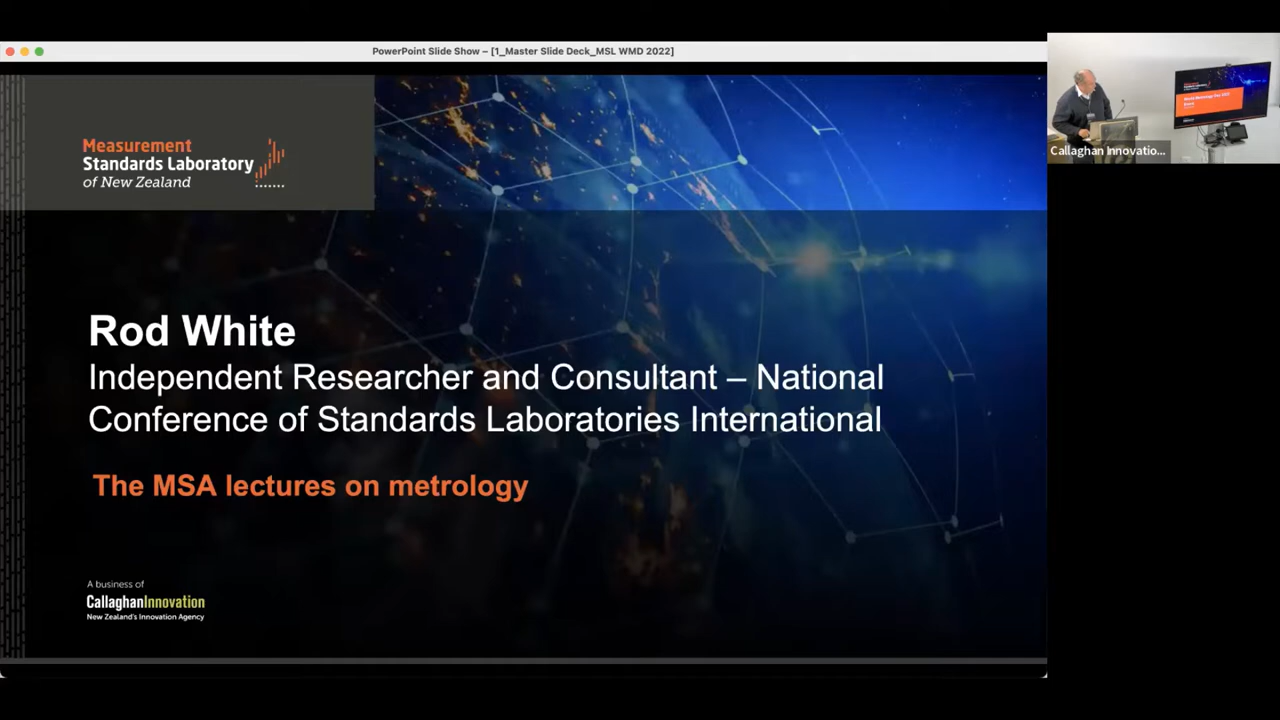 PowerPoint Slide Show – [1_Master Slide Deck_MSL WMD 2022]
Measurement
Standards Laboratory
of New Zealand
Callaghan Innovatio...
Rod White
Independent Researcher and Consultant – National
Conference of Standards Laboratories International
The MSA lectures on metrology
A business of
CallaghanInnovation
New Zealand's Innovation Agency